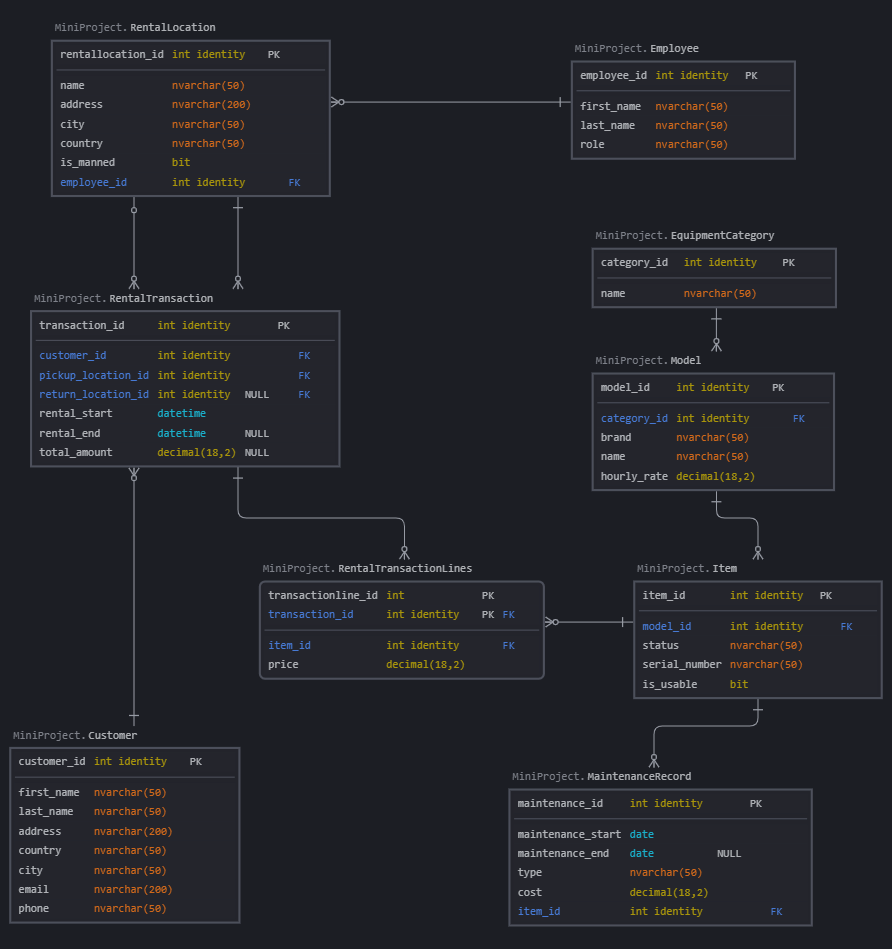 MiniProject.RentalLocation
rentallocation_id int identity PK
name nvarchar(50)
address nvarchar(200)
city nvarchar(50)
country nvarchar(50)
is_manned bit
employee_id int identity FK
MiniProject.Employee
employee_id int identity PK
first_name nvarchar(50)
last_name nvarchar(50)
role nvarchar(50)
MiniProject.EquipmentCategory
category_id int identity PK
name nvarchar(50)
MiniProject.RentalTransaction
transaction_id int identity PK
customer_id int identity FK
pickup_location_id int identity FK
return_location_id int identity NULL FK
rental_start datetime
rental_end datetime NULL
total_amount decimal(18,2) NULL
MiniProject.Model
model_id int identity PK
category_id int identity FK
brand nvarchar(50)
name nvarchar(50)
hourly_rate decimal(18,2)
MiniProject.RentalTransactionLines
transactionline_id int PK
transaction_id int identity PK FK
item_id int identity FK
price decimal(18,2)
MiniProject.Item
item_id int identity PK
model_id int identity FK
status nvarchar(50)
serial_number nvarchar(50)
is_usable bit
MiniProject.Customer
customer_id int identity PK
first_name nvarchar(50)
last_name nvarchar(50)
address nvarchar(200)
country nvarchar(50)
city nvarchar(50)
email nvarchar(200)
phone nvarchar(50)
MiniProject.MaintenanceRecord
maintenance_id int identity PK
maintenance_start date
maintenance_end date NULL
type nvarchar(50)
cost decimal(18,2)
item_id int identity FK